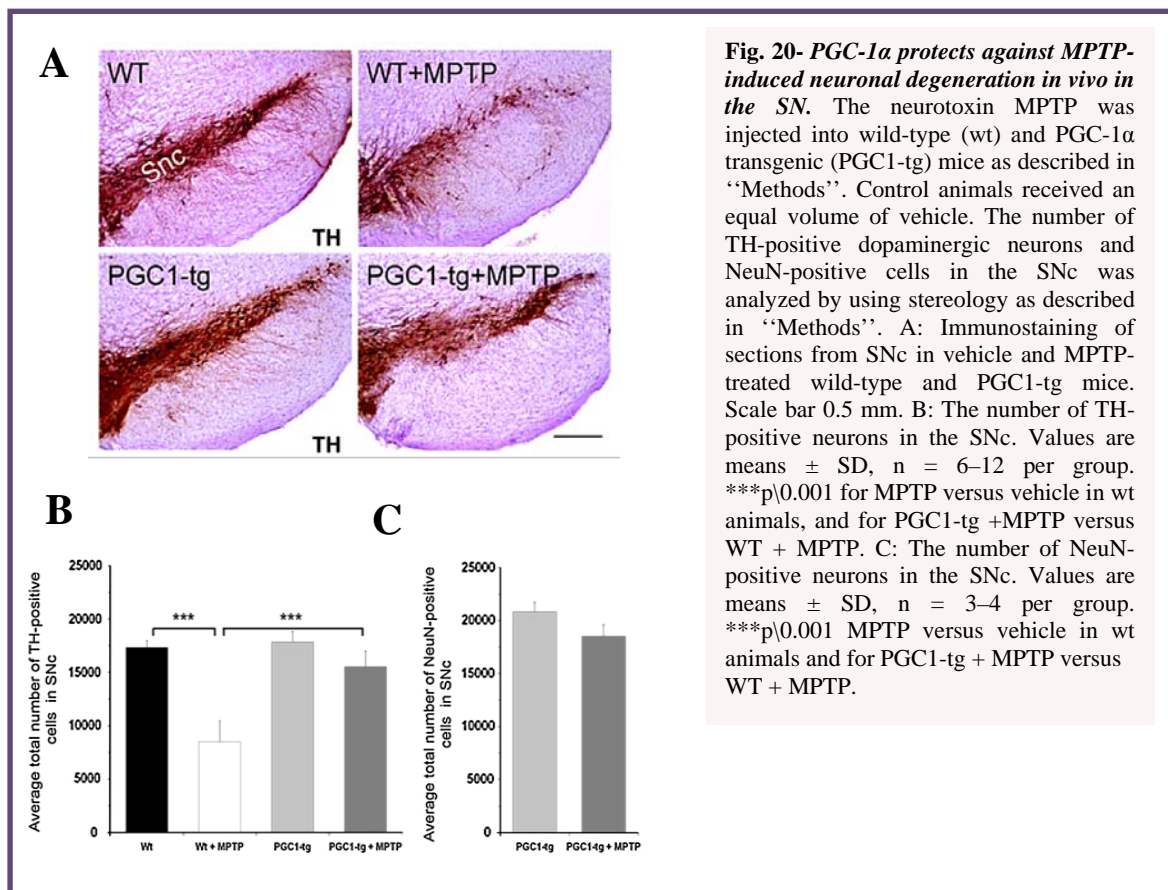 A
WT
Snc
TH
WT+MPTP
PGC1-tg
TH
PGC1-tg+MPTP
Fig. 20- PGC-1α protects against MPTP-
induced neuronal degeneration in vivo in
the SN. The neurotoxin MPTP was
injected into wild-type (wt) and PGC-1α
transgenic (PGC1-tg) mice as described in
‘‘Methods’’. Control animals received an
equal volume of vehicle. The number of
TH-positive dopaminergic neurons and
NeuN-positive cells in the SNc was
analyzed by using stereology as described
in ‘‘Methods’’. A: Immunostaining of
sections from SNc in vehicle and MPTP-
treated wild-type and PGC1-tg mice.
Scale bar 0.5 mm. B: The number of TH-
positive neurons in the SNc. Values are
means ± SD, n = 6–12 per group.
***p\0.001 for MPTP versus vehicle in wt
animals, and for PGC1-tg +MPTP versus
WT + MPTP. C: The number of NeuN-
positive neurons in the SNc. Values are
means ± SD, n = 3–4 per group.
***p\0.001 MPTP versus vehicle in wt
animals and for PGC1-tg + MPTP versus
WT + MPTP.
B
Average total number of TH-positive
cells in SNc
25000
20000
15000
10000
5000
0
***
***
Wt
Wt + MPTP
PGC1-tg
PGC1-tg + MPTP
C
Average total number of NeuN-positive
cells in SNc
25000
20000
15000
10000
5000
0
PGC1-tg
PGC1-tg + MPTP